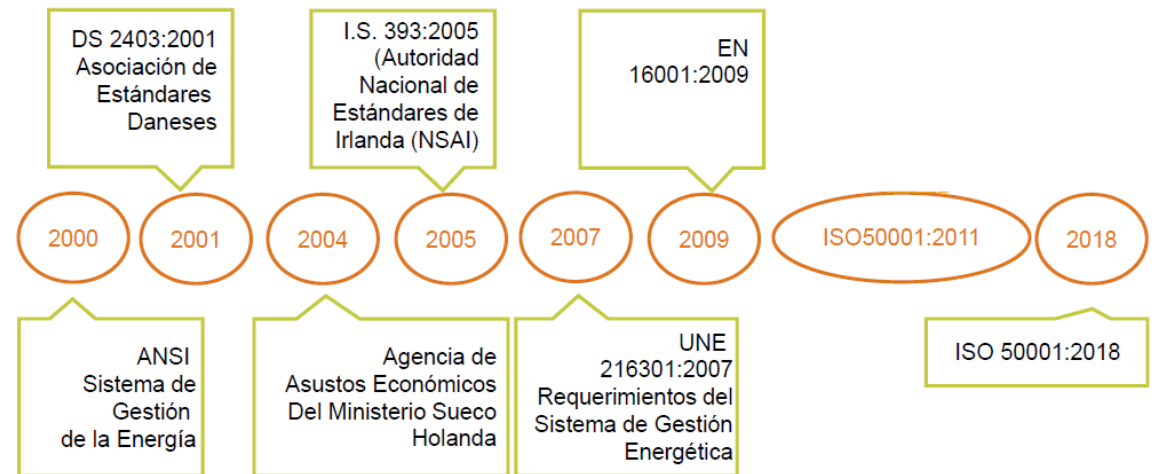 DS 2403:2001
Asociación de
Estándares
Daneses
I.S. 393:2005
(Autoridad
Nacional de
Estándares de
Irlanda (NSAI)
EN
16001:2009
2000
2001
2004
2005
2007
2009
ISO50001:2011
2018
ANSI
Sistema de
Gestión
de la Energía
Agencia de
Asustos Económicos
Del Ministerio Sueco
Holanda
UNE
216301:2007
Requerimientos del
Sistema de Gestión
Energética
ISO 50001:2018